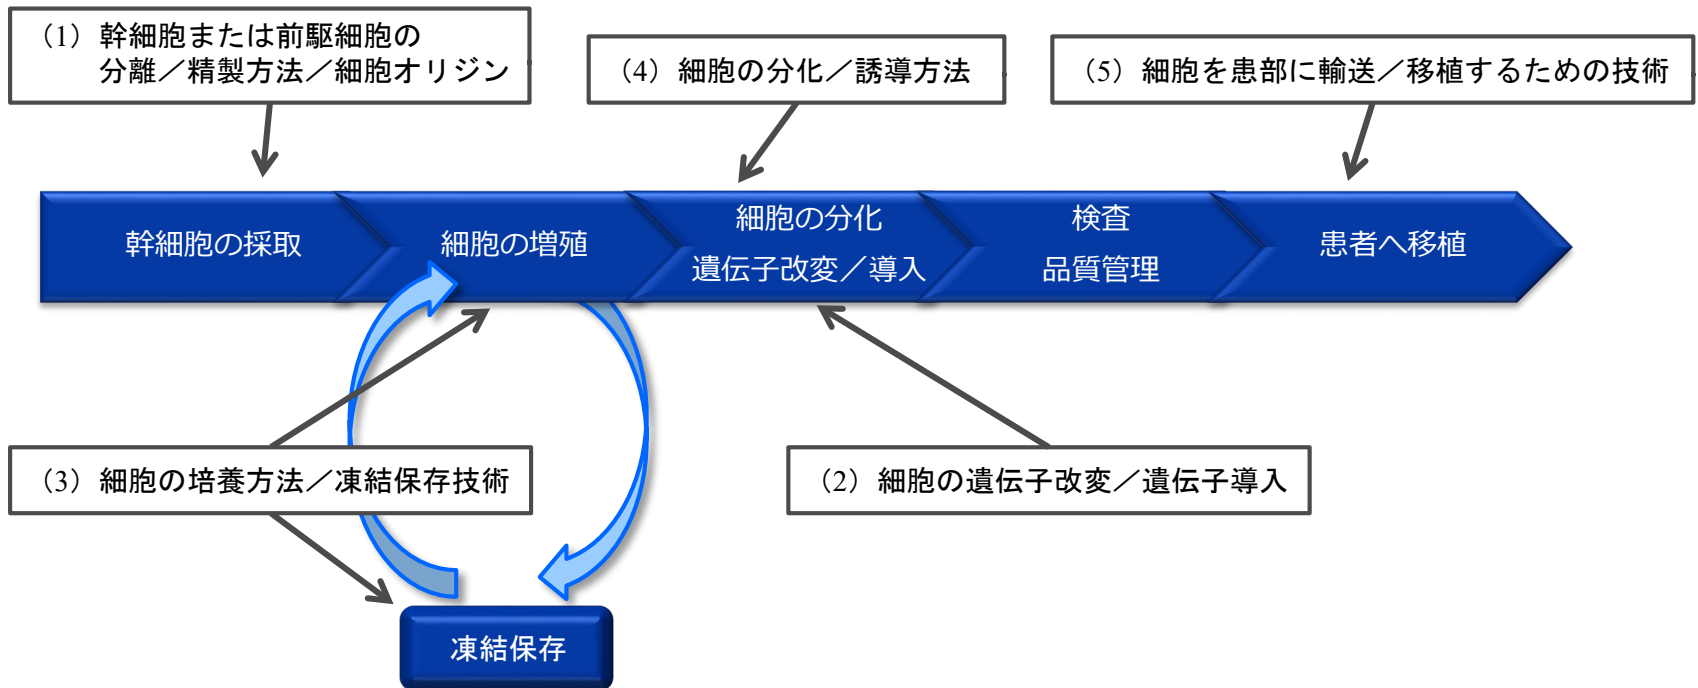 （1）幹細胞または前駆細胞の
分離／精製方法／細胞オリジン
（4）細胞の分化／誘導方法
（5）細胞を患部に輸送／移植するための技術
幹細胞の採取
細胞の増殖
細胞の分化
遺伝子改変／導入
検査
品質管理
患者へ移植
（3）細胞の培養方法／凍結保存技術
（2）細胞の遺伝子改変／遺伝子導入
凍結保存